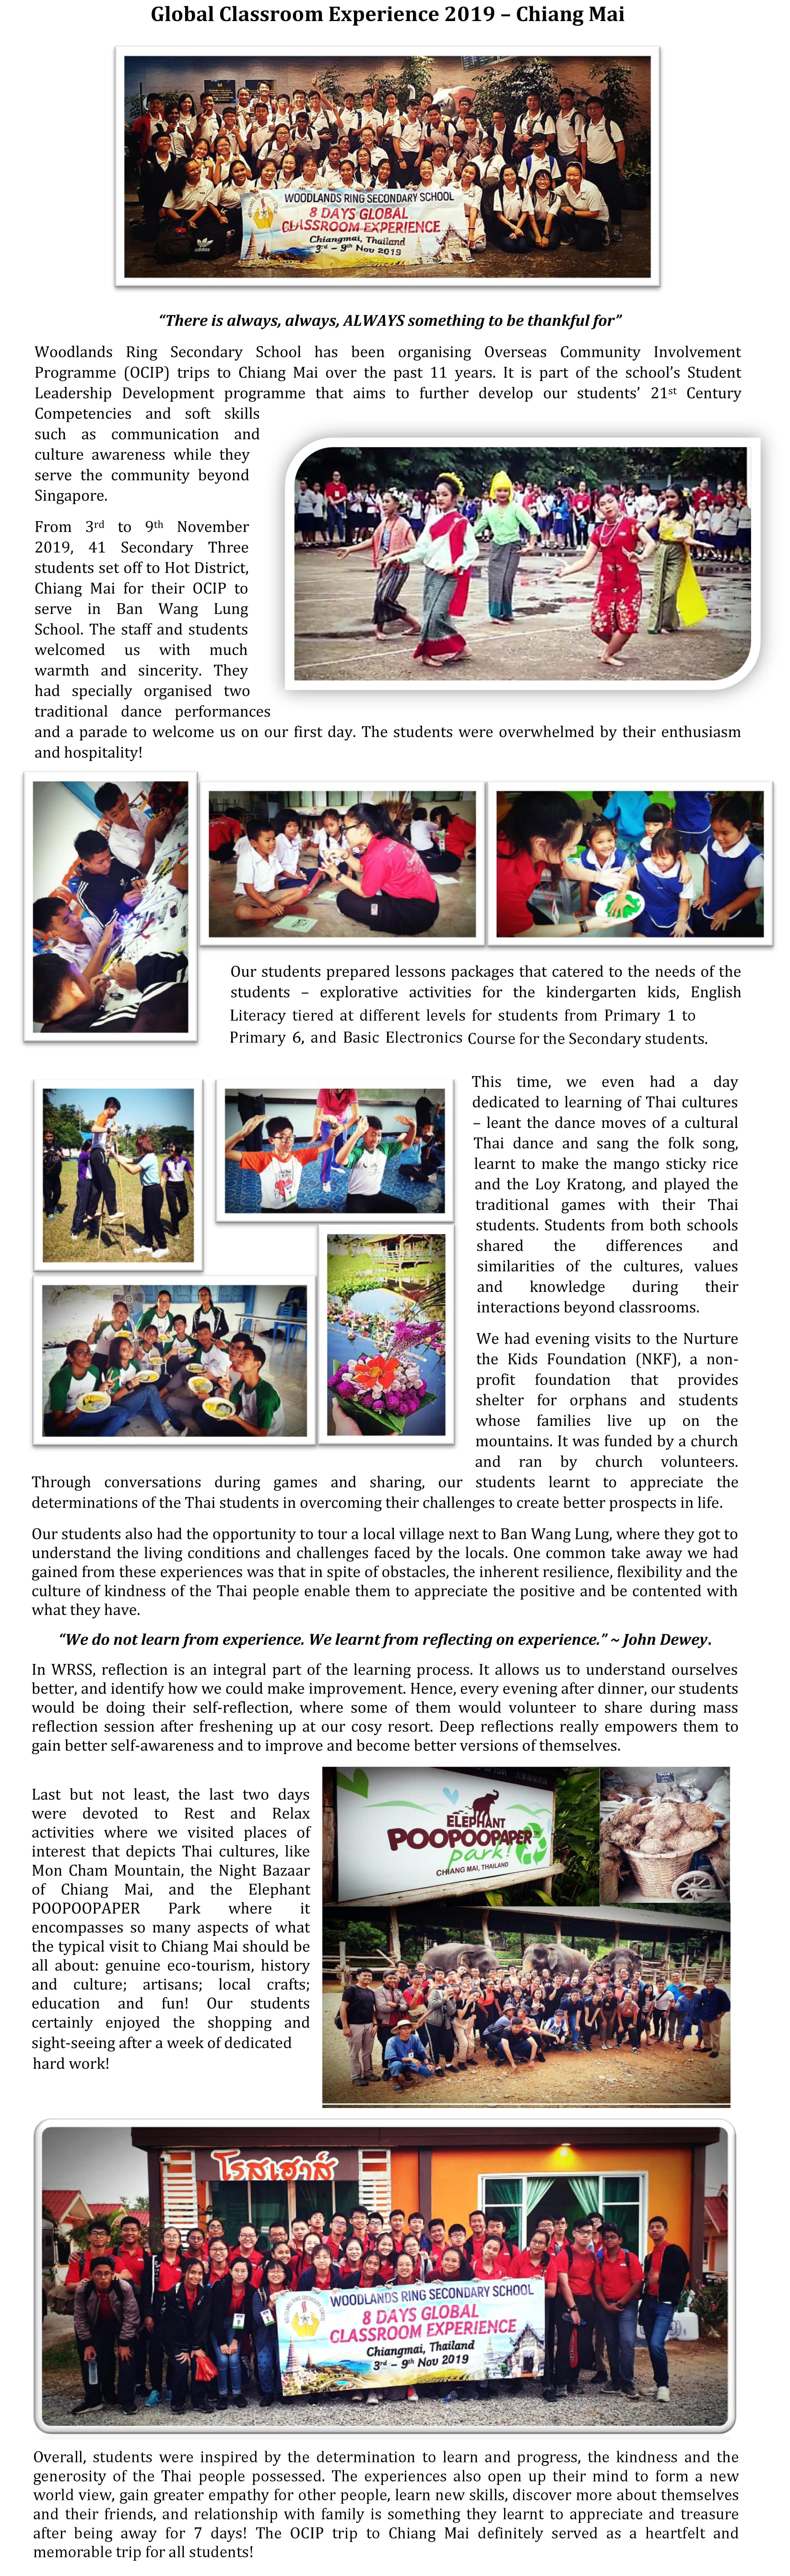 Global Classroom Experience 2019 – Chiang Mai
WOODLANDS RING SECONDARY SCHOOL
8 DAYS GLOBAL
CLASSROOM EXPERIENCE
Chiangmai, Thailand
3rd – 9th Nov 2019
adidas
“There is always, always, ALWAYS something to be thankful for”
Woodlands Ring Secondary School has been organising Overseas Community Involvement
Programme (OCIP) trips to Chiang Mai over the past 11 years. It is part of the school’s Student
Leadership Development programme that aims to further develop our students’ 21st Century
Competencies and soft skills
such as communication and
culture awareness while they
serve the community beyond
Singapore.
From 3rd to 9th November
2019, 41 Secondary Three
students set off to Hot District,
Chiang Mai for their OCIP to
serve in Ban Wang Lung
School. The staff and students
welcomed us with much
warmth and sincerity. They
had specially organised two
traditional dance performances
and a parade to welcome us on our first day. The students were overwhelmed by their enthusiasm
and hospitality!
Our students prepared lessons packages that catered to the needs of the
students – explorative activities for the kindergarten kids, English
Literacy tiered at different levels for students from Primary 1 to
Primary 6, and Basic Electronics Course for the Secondary students.
This time, we even had a day
dedicated to learning of Thai cultures
– leant the dance moves of a cultural
Thai dance and sang the folk song,
learnt to make the mango sticky rice
and the Loy Kratong, and played the
traditional games with their Thai
students. Students from both schools
shared the differences and
similarities of the cultures, values
and knowledge during their
interactions beyond classrooms.
We had evening visits to the Nurture
the Kids Foundation (NKF), a non-
profit foundation that provides
shelter for orphans and students
whose families live up on the
mountains. It was funded by a church
and ran by church volunteers.
Through conversations during games and sharing, our students learnt to appreciate the
determinations of the Thai students in overcoming their challenges to create better prospects in life.
Our students also had the opportunity to tour a local village next to Ban Wang Lung, where they got to
understand the living conditions and challenges faced by the locals. One common take away we had
gained from these experiences was that in spite of obstacles, the inherent resilience, flexibility and the
culture of kindness of the Thai people enable them to appreciate the positive and be contented with
what they have.
“We do not learn from experience. We learnt from reflecting on experience.” ~ John Dewey.
In WRSS, reflection is an integral part of the learning process. It allows us to understand ourselves
better, and identify how we could make improvement. Hence, every evening after dinner, our students
would be doing their self-reflection, where some of them would volunteer to share during mass
reflection session after freshening up at our cosy resort. Deep reflections really empowers them to
gain better self-awareness and to improve and become better versions of themselves.
Last but not least, the last two days
were devoted to Rest and Relax
activities where we visited places of
interest that depicts Thai cultures, like
Mon Cham Mountain, the Night Bazaar
of Chiang Mai, and the Elephant
POOPOOPAPER Park where it
encompasses so many aspects of what
the typical visit to Chiang Mai should be
all about: genuine eco-tourism, history
and culture; artisans; local crafts;
education and fun! Our students
certainly enjoyed the shopping and
sight-seeing after a week of dedicated
hard work!
ELEPHANT
POOPOOPAPER
park!
CHIANG MAI, THAILAND
โรสเฮาส์
WOODLANDS RING SECONDARY SCHOOL
8 DAYS GLOBAL
CLASSROOM EXPERIENCE
Chiangmai, Thailand
3rd – 9th Nov 2019
Overall, students were inspired by the determination to learn and progress, the kindness and the
generosity of the Thai people possessed. The experiences also open up their mind to form a new
world view, gain greater empathy for other people, learn new skills, discover more about themselves
and their friends, and relationship with family is something they learnt to appreciate and treasure
after being away for 7 days! The OCIP trip to Chiang Mai definitely served as a heartfelt and
memorable trip for all students!